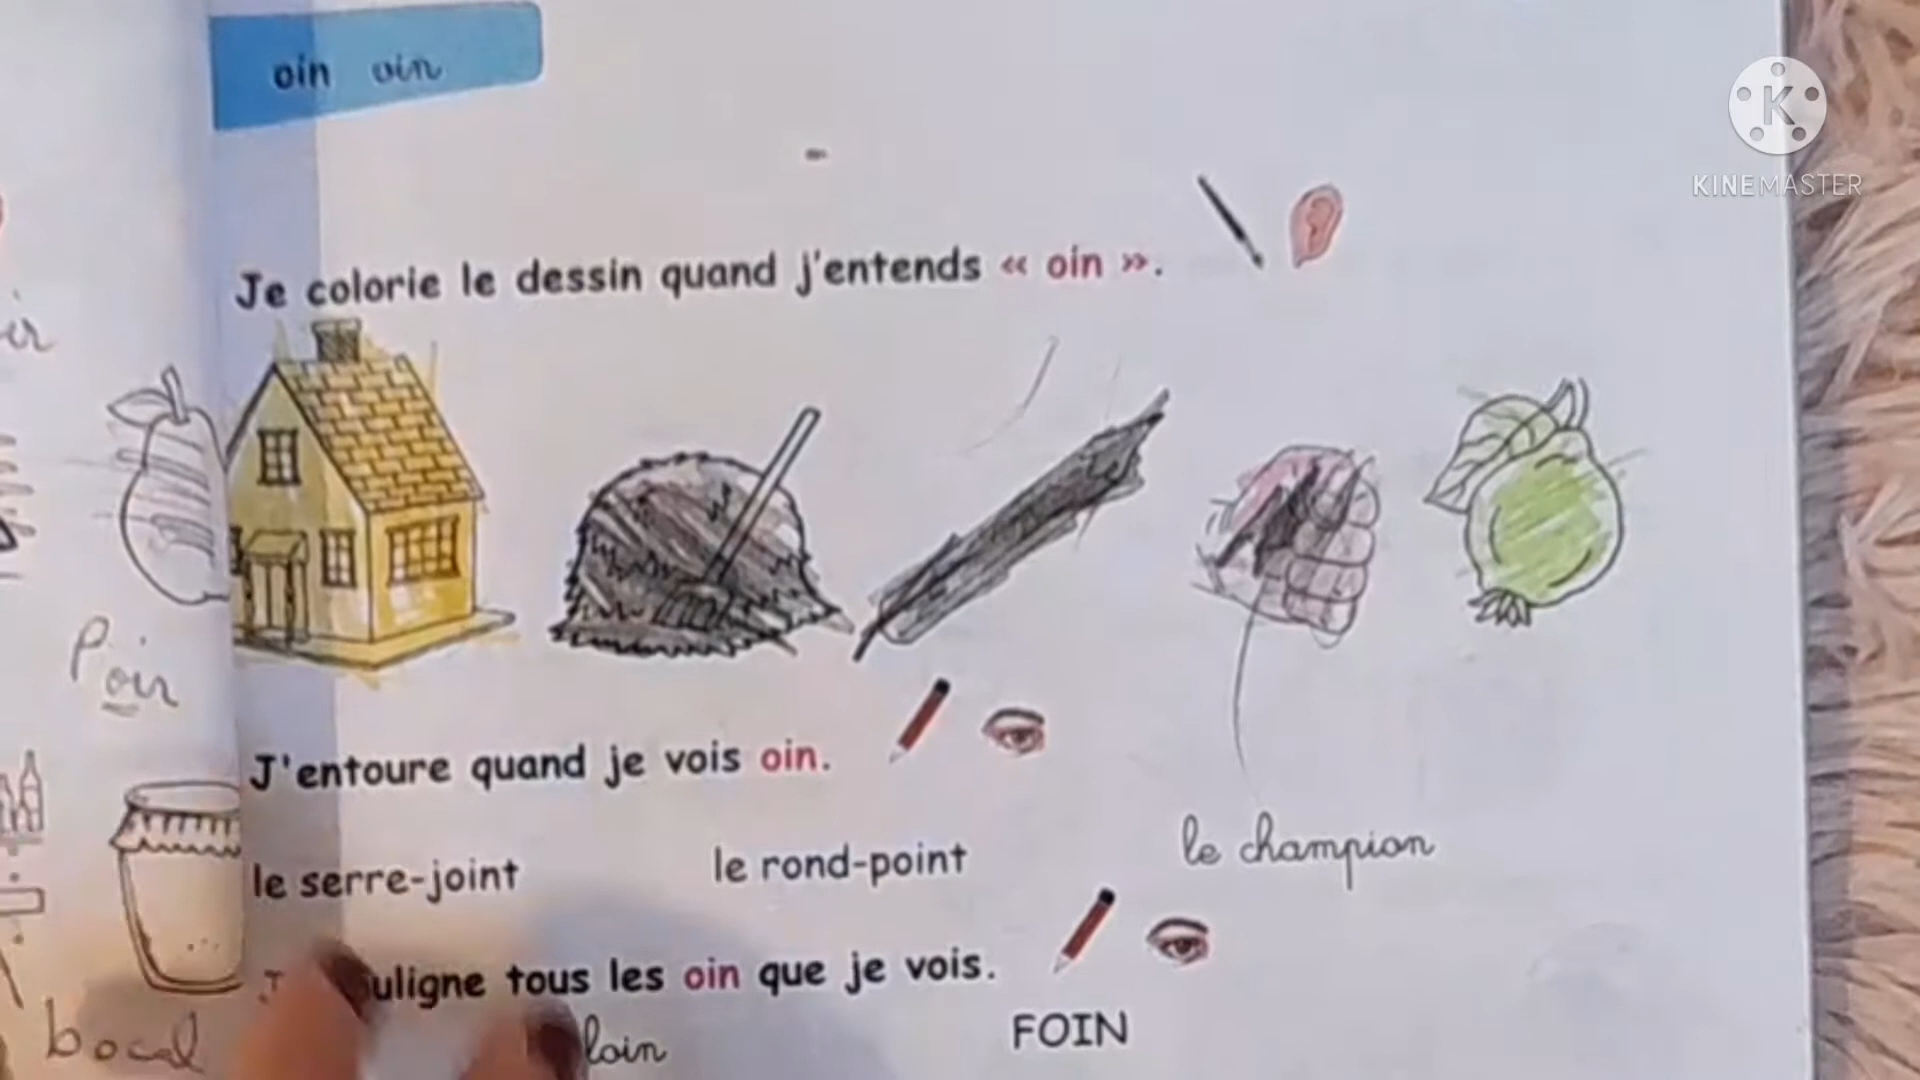 oin oin
KINEMASTER
Je colorie le dessin quand j'entends « oin ».
Poir
J'entoure quand je vois oin.
le serre-joint le rond-point le champion
uligne tous les oin que je vois.
bocal loin FOIN